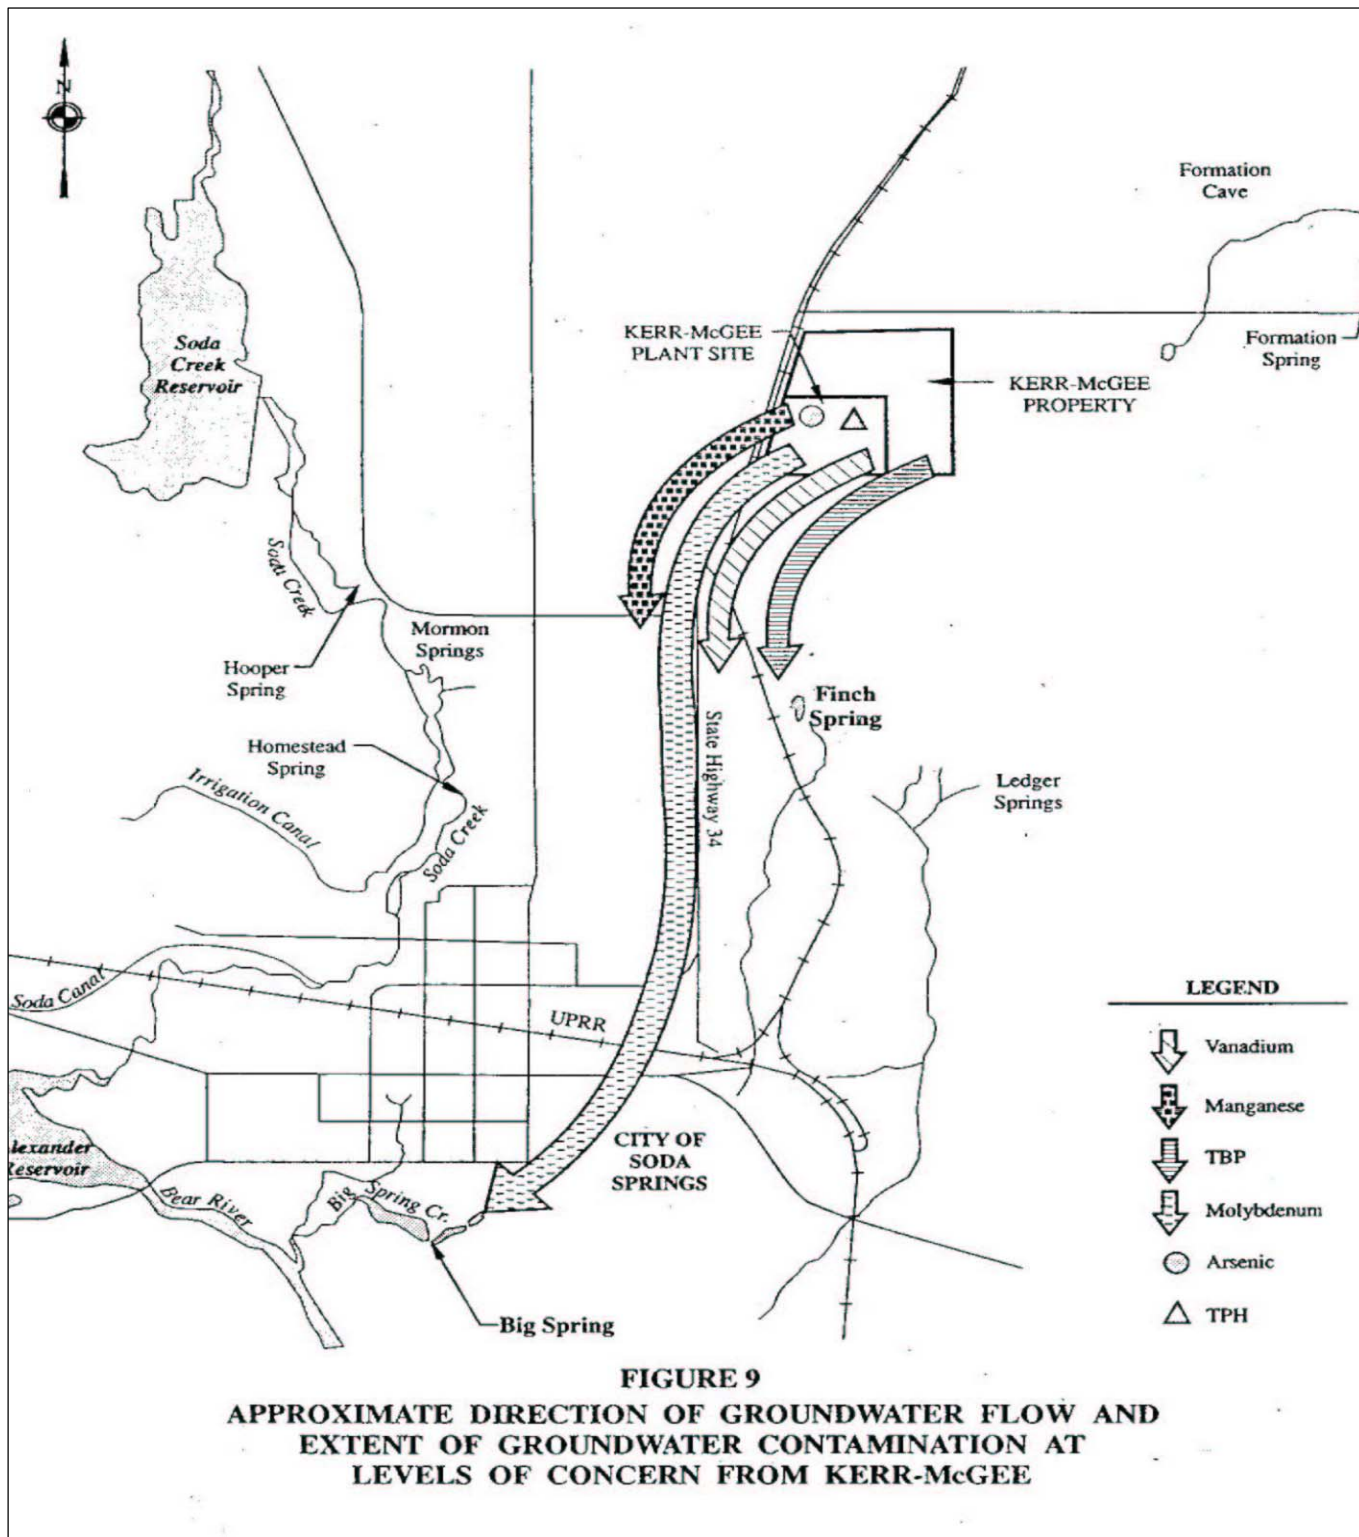 N
Formation
Cave
Soda
Creek
Reservoir
KERR-McGEE
PLANT SITE
Formation
Spring
KERR-McGEE
PROPERTY
Soda Creek
Mormon
Springs
Hooper
Spring
Finch
Spring
State Highway 34
Homestead
Spring
Irrigation Canal
Ledger
Springs
Soda Creek
Soda Canal
UPRR
LEGEND
Vanadium
Manganese
TBP
Molybdenum
Arsenic
TPH
lexander
Reservoir
CITY OF
SODA
SPRINGS
Bear River
Big Spring Cr.
Big Spring
FIGURE 9
APPROXIMATE DIRECTION OF GROUNDWATER FLOW AND
EXTENT OF GROUNDWATER CONTAMINATION AT
LEVELS OF CONCERN FROM KERR-McGEE